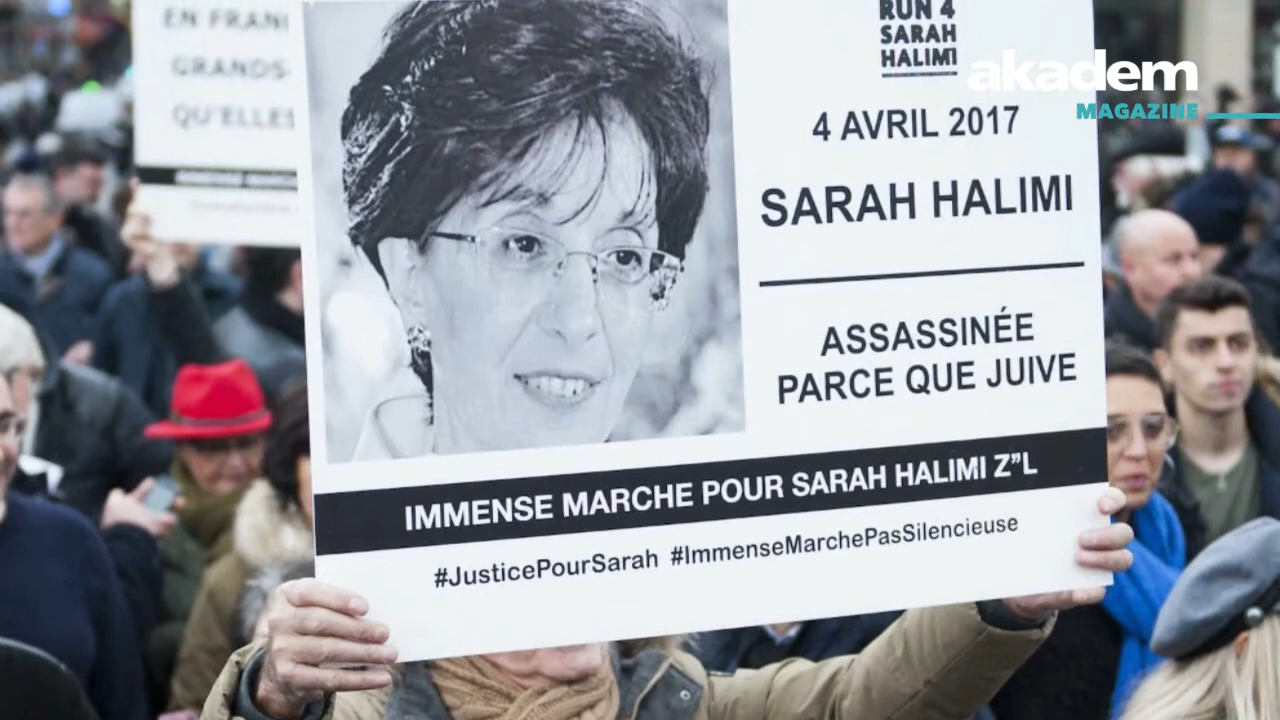 EN FRAN
GRANDS-
QU'ELLES
RUN 4
SARAH
HALIMI
akadem
MAGAZINE
4 AVRIL 2017
SARAH HALIMI
ASSASSINÉE
PARCE QUE JUIVE
IMMENSE MARCHE POUR SARAH HALIMI Z”L
#JusticePourSarah #ImmenseMarchePasSilencieuse